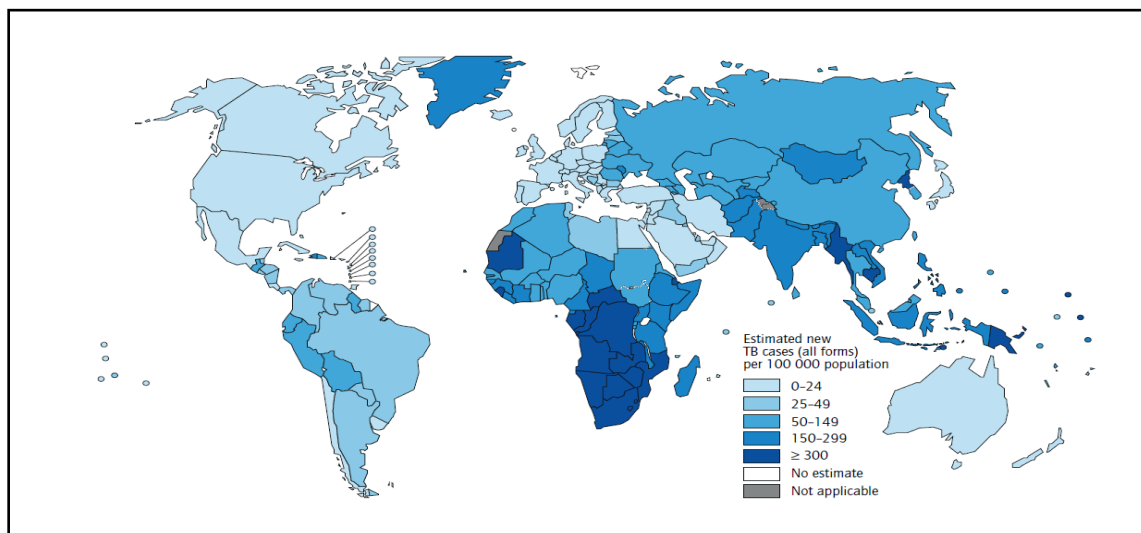 Estimated new
TB cases (all forms)
per 100 000 population
0–24
25–49
50–149
150–299
≥ 300
No estimate
Not applicable